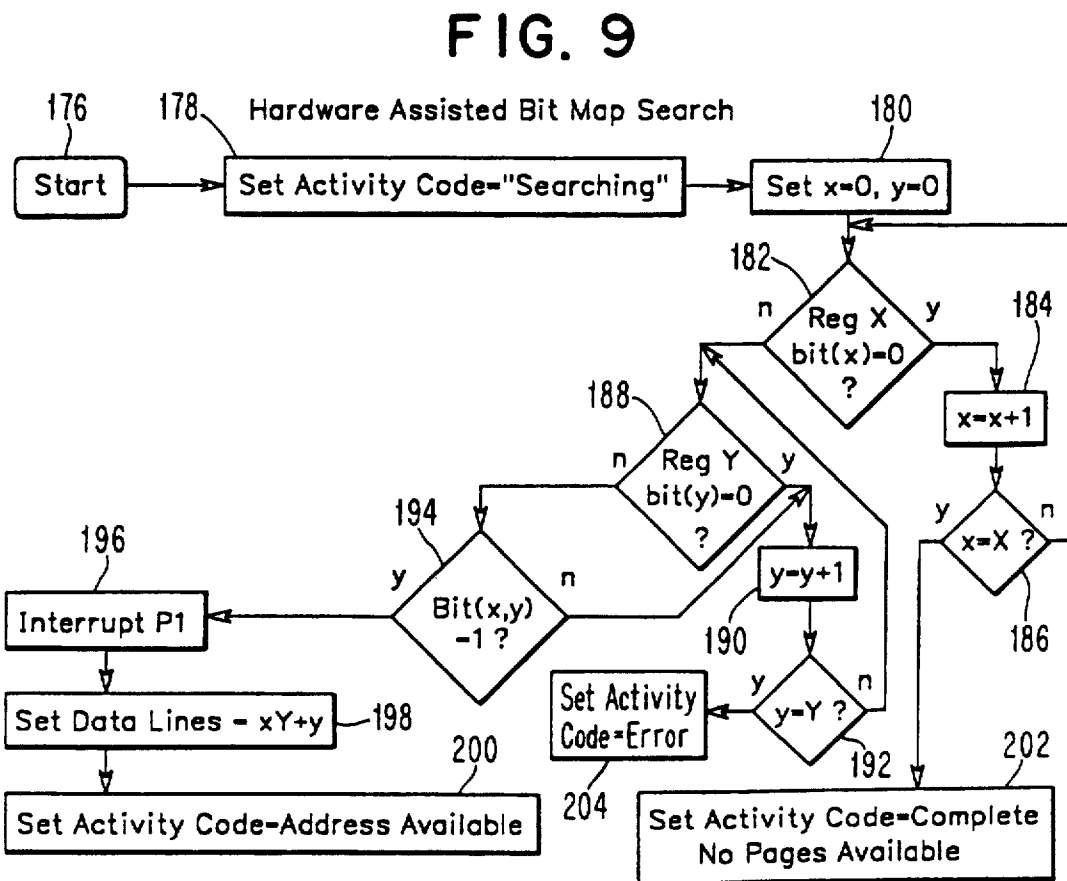 FIG. 9
Hardware Assisted Bit Map Search
176
Start
178
Set Activity Code="Searching"
180
Set x=0, y=0
182
n
Reg X
bit(x)=0
?
y
184
x=x+1
y
x=X ?
n
186
188
n
Reg Y
bit(y)=0
?
y
y=y+1
190
y
y=Y ?
n
192
194
y
Bit(x,y)
-1 ?
n
196
Interrupt P1
Set Data Lines - xY+y
198
200
Set Activity Code=Address Available
Set Activity
Code=Error
204
202
Set Activity Code=Complete
No Pages Available